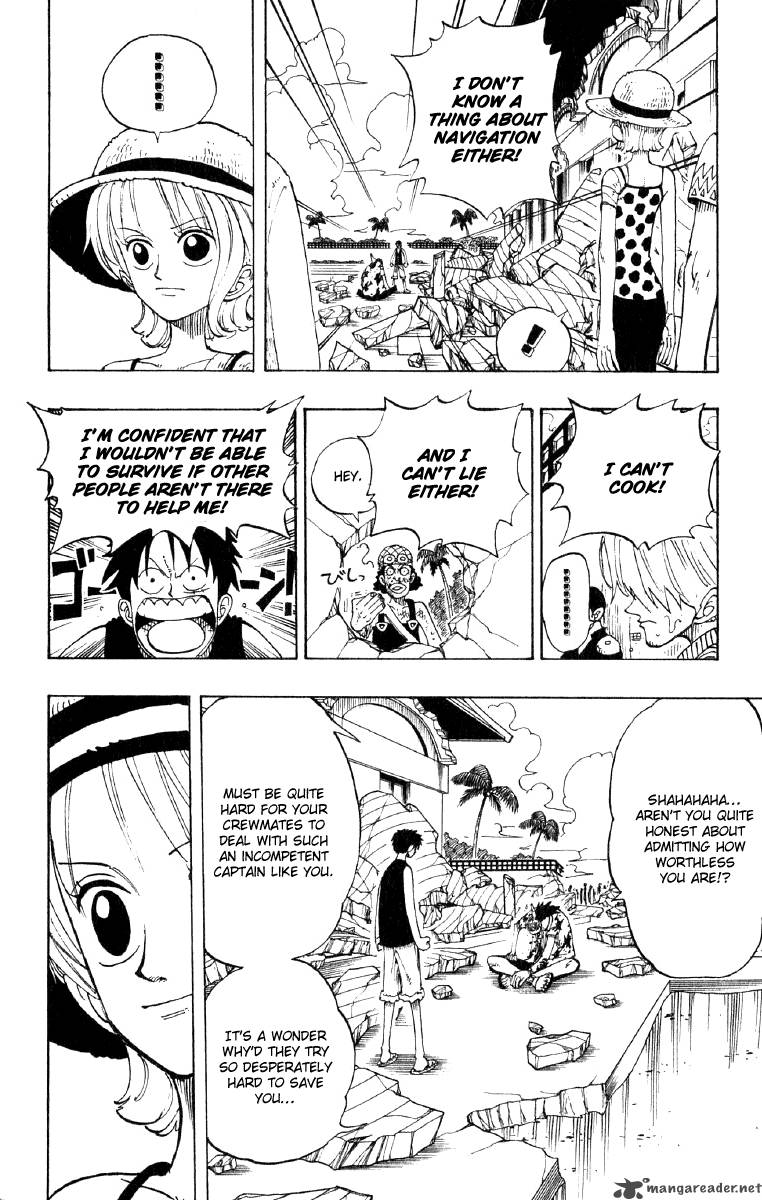 I DON'T
KNOW A
THING ABOUT
NAVIGATION
EITHER!
!
......
I CAN'T
COOK!
.......
AND I
CAN'T LIE
EITHER!
HEY.
びしっ
I'M CONFIDENT THAT
I WOULDN'T BE ABLE
TO SURVIVE IF OTHER
PEOPLE AREN'T THERE
TO HELP ME!
SHAHAHAHA...
AREN'T YOU QUITE
HONEST ABOUT
ADMITTING HOW
WORTHLESS
YOU ARE!?
MUST BE QUITE
HARD FOR YOUR
CREWMATES TO
DEAL WITH SUCH
AN INCOMPETENT
CAPTAIN LIKE YOU.
IT'S A WONDER
WHY'D THEY TRY
SO DESPERATELY
HARD TO SAVE
YOU...
mangareader.net